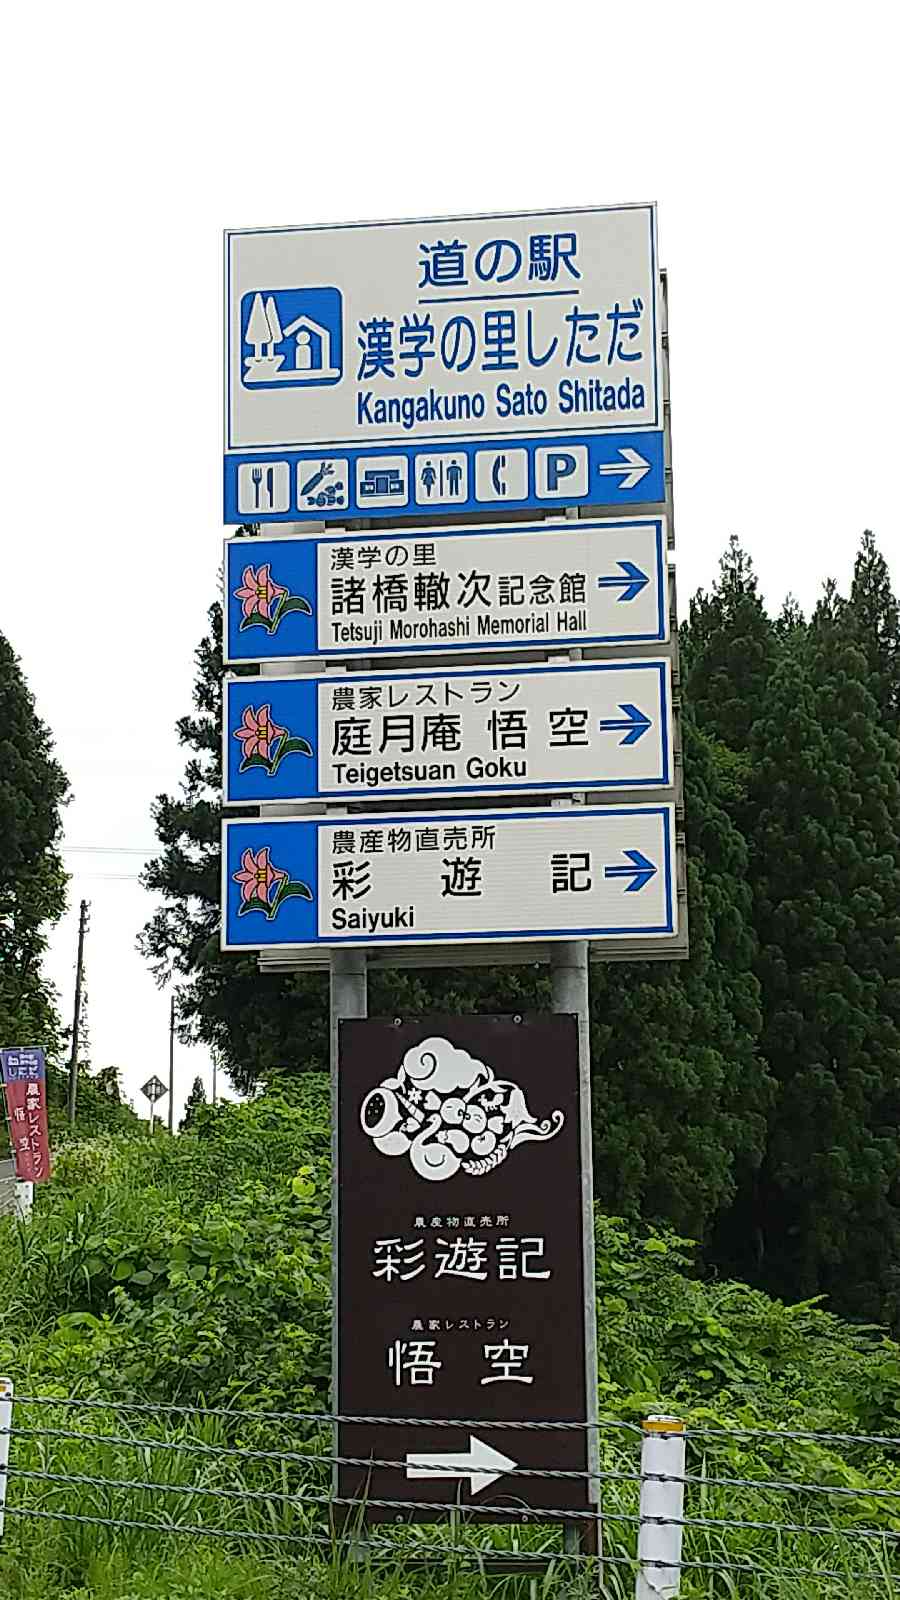 道の駅
漢学の里しただ
Kangakuno Sato Shitada
P
漢学の里
諸橋轍次記念館
Tetsuji Morohashi Memorial Hall
農家レストラン
庭月庵 悟空
Teigetsuan Goku
農産物直売所
彩遊記
Saiyuki
農産物直売所
彩遊記
農家レストラン
悟空
農家レストラン
悟空